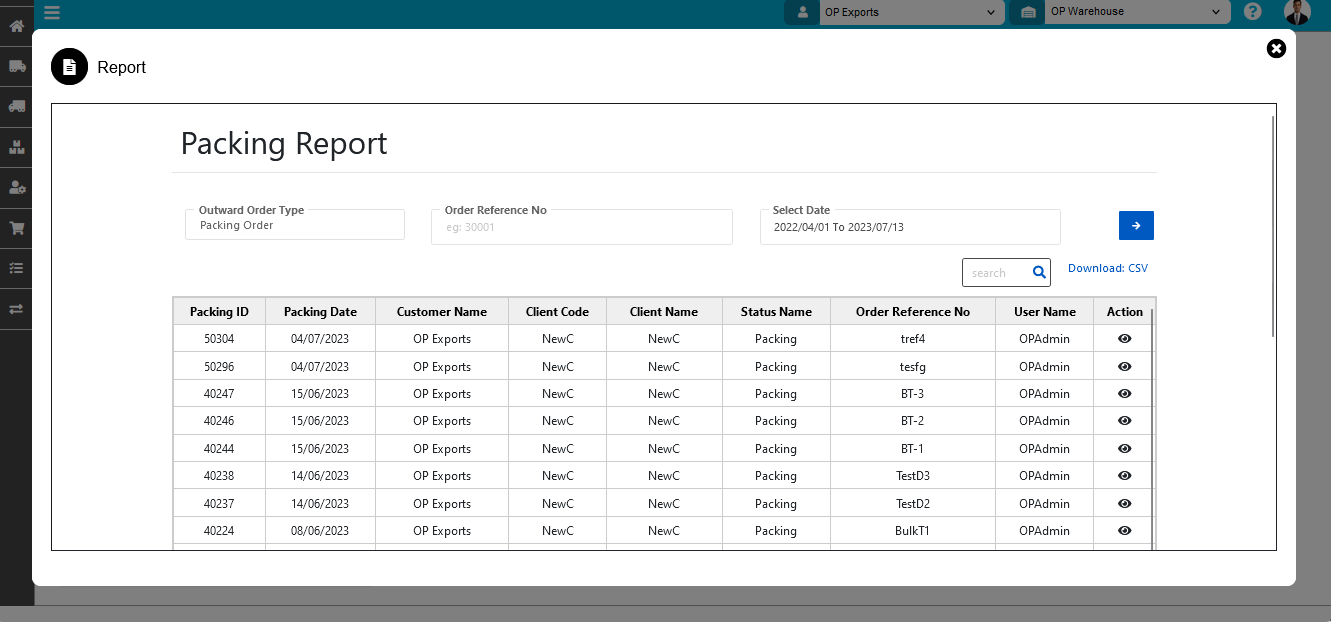 OP Exports
OP Warehouse
Report
Packing Report
Outward Order Type
Packing Order
Order Reference No
eg: 30001
Select Date
2022/04/01 To 2023/07/13
search
Download: CSV
Packing ID Packing Date Customer Name Client Code Client Name Status Name Order Reference No User Name Action
50304 04/07/2023 OP Exports NewC NewC Packing tref4 OPAdmin
50296 04/07/2023 OP Exports NewC NewC Packing tesfg OPAdmin
40247 15/06/2023 OP Exports NewC NewC Packing BT-3 OPAdmin
40246 15/06/2023 OP Exports NewC NewC Packing BT-2 OPAdmin
40244 15/06/2023 OP Exports NewC NewC Packing BT-1 OPAdmin
40238 14/06/2023 OP Exports NewC NewC Packing TestD3 OPAdmin
40237 14/06/2023 OP Exports NewC NewC Packing TestD2 OPAdmin
40224 08/06/2023 OP Exports NewC NewC Packing BulkT1 OPAdmin